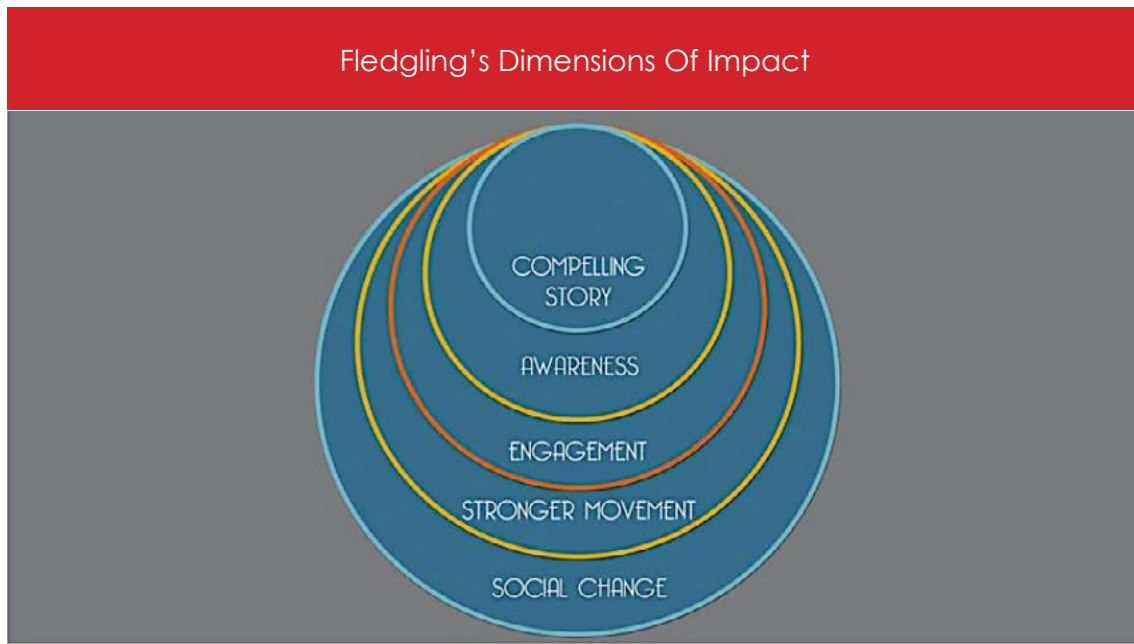 Fledgling’s Dimensions Of Impact
COMPELLING
STORY
AWARENESS
ENGAGEMENT
STRONGER MOVEMENT
SOCIAL CHANGE